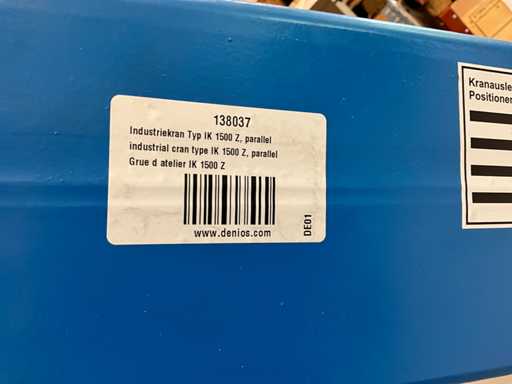 138037
Industriekran Typ IK 1500 Z, parallel
industrial cran type IK 1500 Z, parallel
Grue d atelier IK 1500 Z
www.denios.com
DE01
Kranausle
Positioner